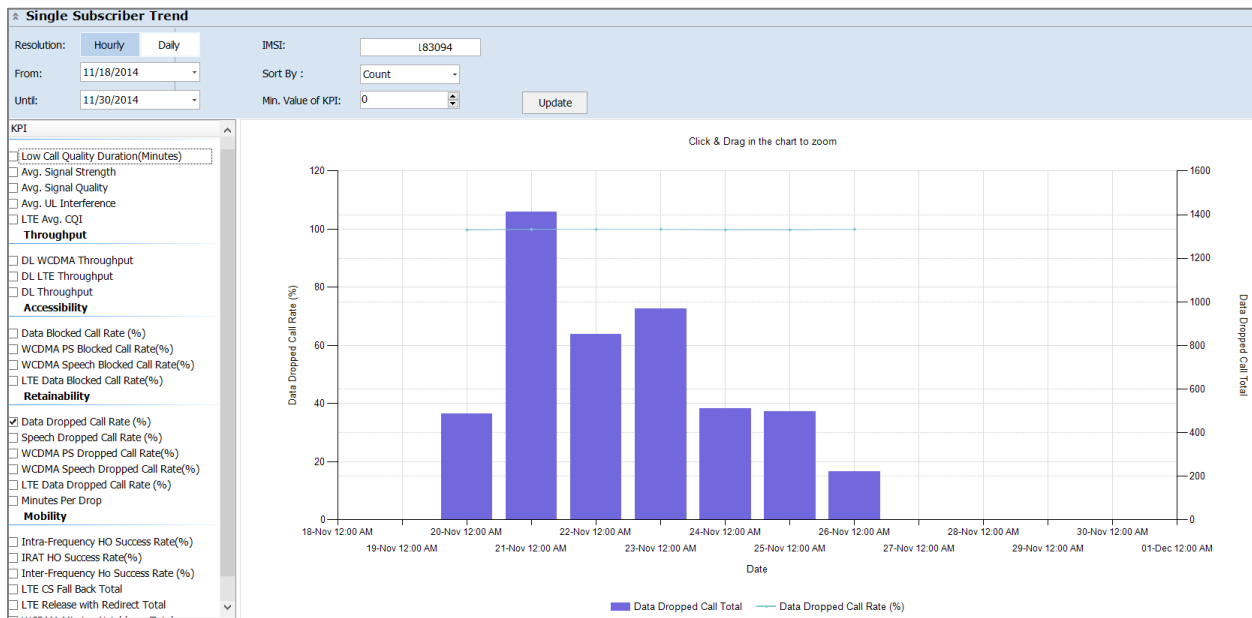 Single Subscriber Trend
Resolution: Hourly Daily IMSI: 183094
From: 11/18/2014 Sort By : Count
Until: 11/30/2014 Min. Value of KPI: 0 Update
KPI
Low Call Quality Duration(Minutes)
Avg. Signal Strength
Avg. Signal Quality
Avg. UL Interference
LTE Avg. CQI
Throughput
DL WCDMA Throughput
DL LTE Throughput
DL Throughput
Accessibility
Data Blocked Call Rate (%)
WCDMA PS Blocked Call Rate(%)
WCDMA Speech Blocked Call Rate(%)
LTE Data Blocked Call Rate(%)
Retainability
Data Dropped Call Rate (%)
Speech Dropped Call Rate (%)
WCDMA PS Dropped Call Rate(%)
WCDMA Speech Dropped Call Rate(%)
LTE Data Dropped Call Rate (%)
Minutes Per Drop
Mobility
Intra-Frequency HO Success Rate(%)
IRAT HO Success Rate(%)
Inter-Frequency Ho Success Rate (%)
LTE CS Fall Back Total
LTE Release with Redirect Total
Click & Drag in the chart to zoom
Data Dropped Call Rate (%)
120
100
80
60
40
20
0
1600
1400
1200
1000
800
600
400
200
0
Data Dropped Call Total
18-Nov 12:00 AM 20-Nov 12:00 AM 22-Nov 12:00 AM 24-Nov 12:00 AM 26-Nov 12:00 AM 28-Nov 12:00 AM 30-Nov 12:00 AM
19-Nov 12:00 AM 21-Nov 12:00 AM 23-Nov 12:00 AM 25-Nov 12:00 AM 27-Nov 12:00 AM 29-Nov 12:00 AM 01-Dec 12:00 AM
Date
Data Dropped Call Total Data Dropped Call Rate (%)